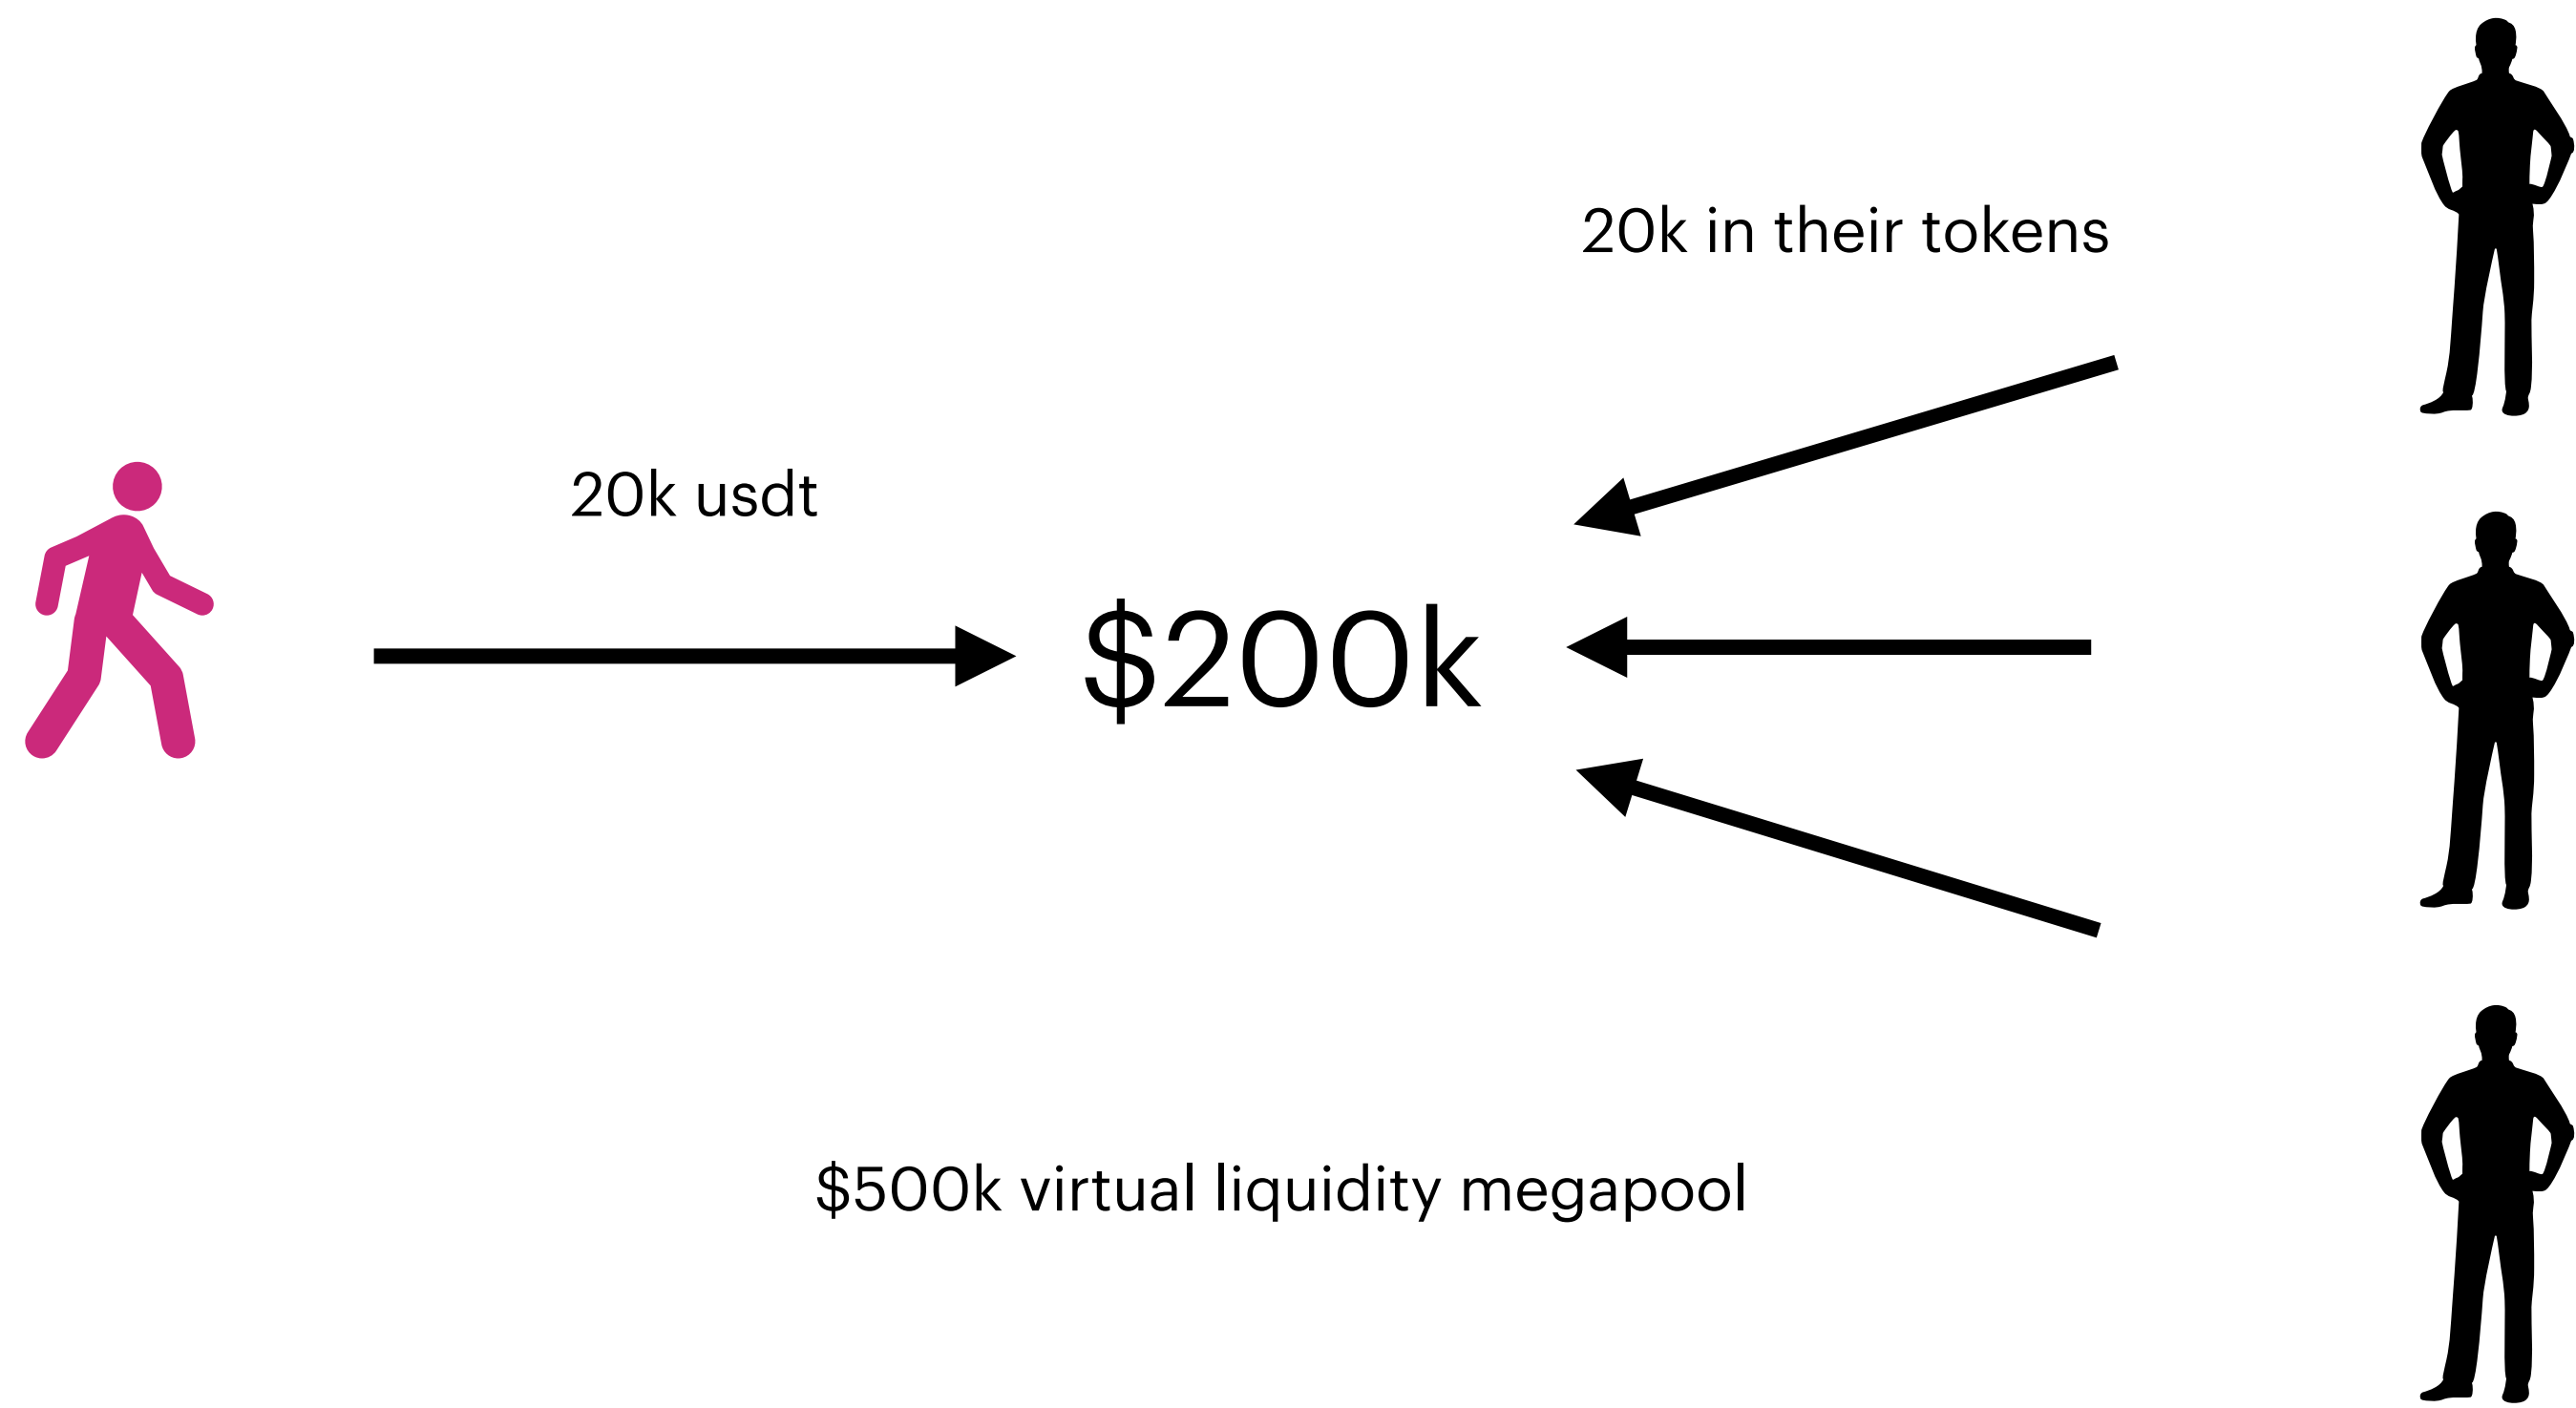 20k in their tokens
20k usdt
$200k
$500k virtual liquidity megapool